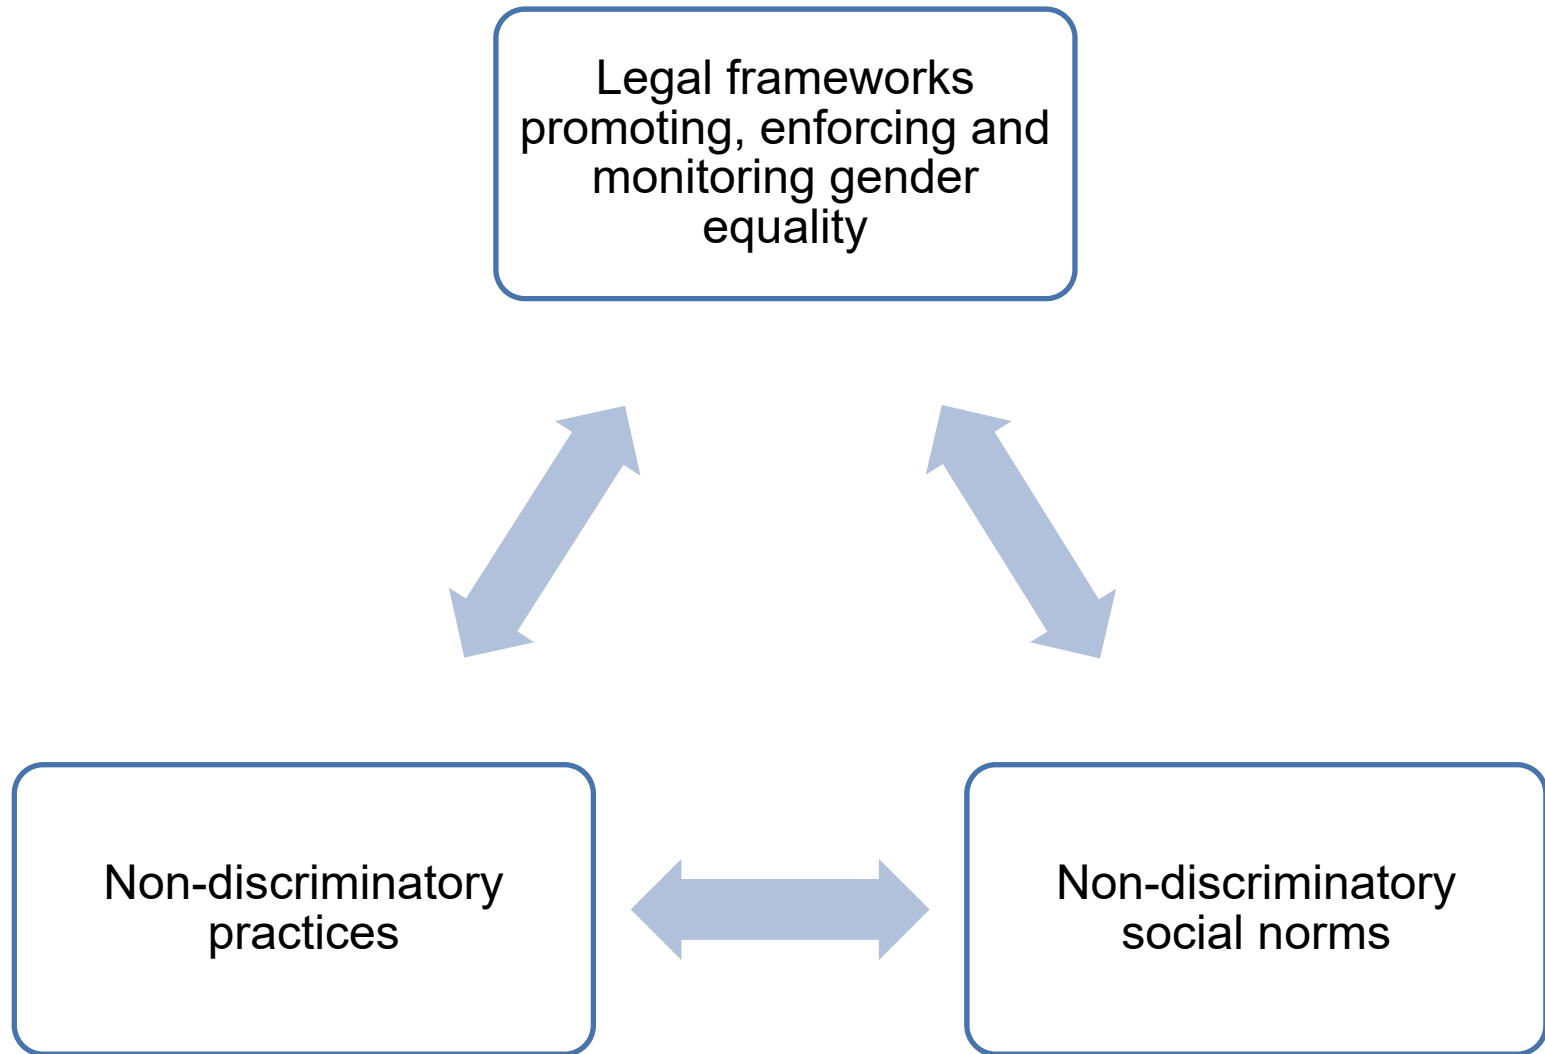 Legal frameworks
promoting, enforcing and
monitoring gender
equality
Non-discriminatory
practices
Non-discriminatory
social norms